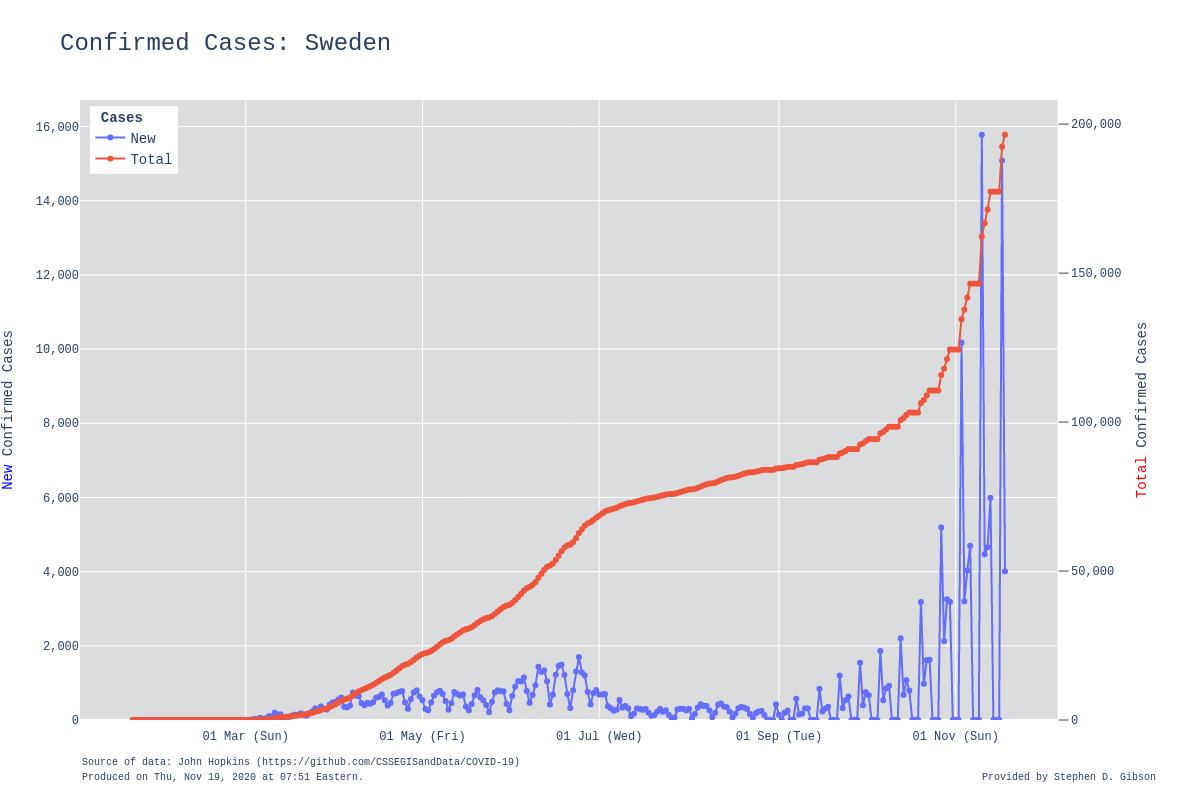 Confirmed Cases: Sweden
Cases
New
Total
16,000
14,000
12,000
10,000
8,000
6,000
4,000
2,000
0
New Confirmed Cases
200,000
150,000
100,000
50,000
0
Total Confirmed Cases
01 Mar (Sun)
01 May (Fri)
01 Jul (Wed)
01 Sep (Tue)
01 Nov (Sun)
Source of data: John Hopkins (https://github.com/CSSEGISandData/COVID-19)
Produced on Thu, Nov 19, 2020 at 07:51 Eastern.
Provided by Stephen D. Gibson